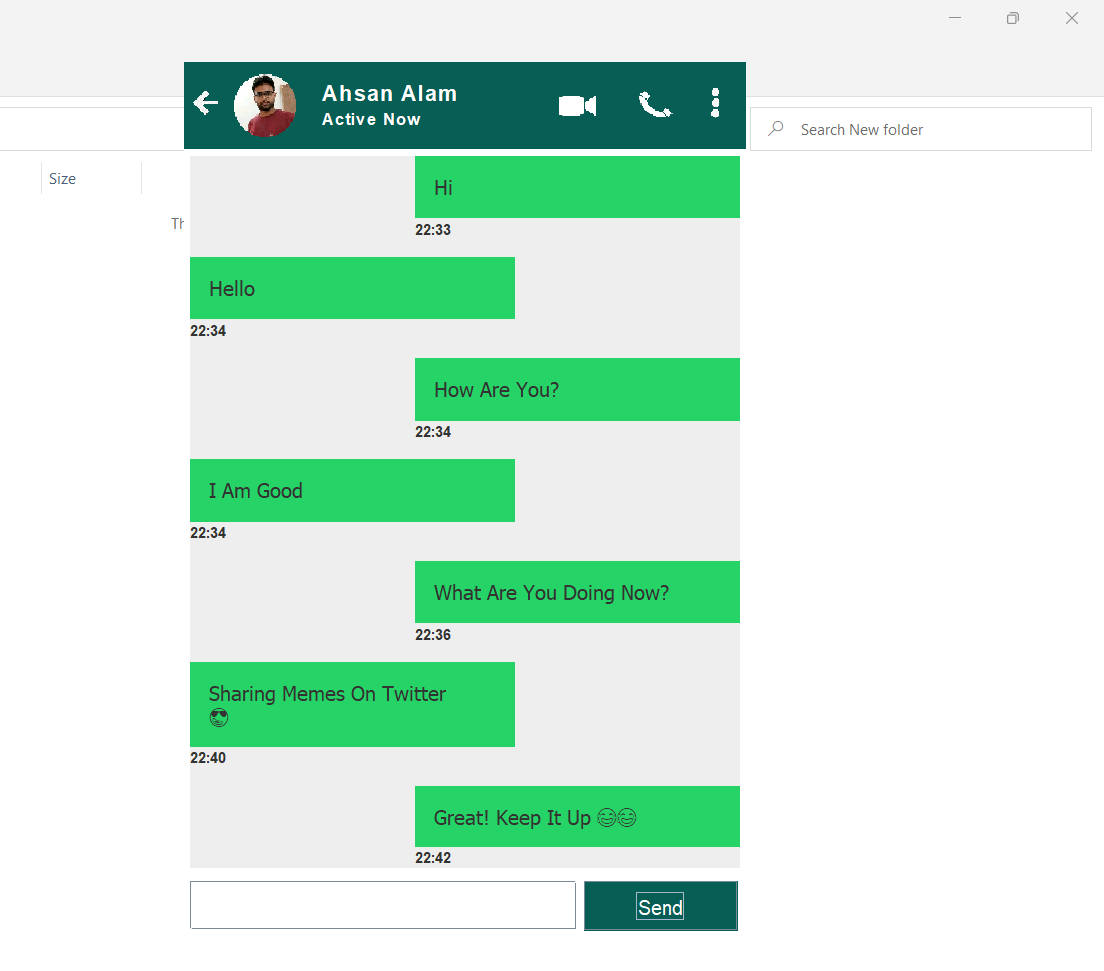 Ahsan Alam
Active Now
Search New folder
Size
Th
Hi
22:33
Hello
22:34
How Are You?
22:34
I Am Good
22:34
What Are You Doing Now?
22:36
Sharing Memes On Twitter
😎
22:40
Great! Keep It Up 😊😊
22:42
Send